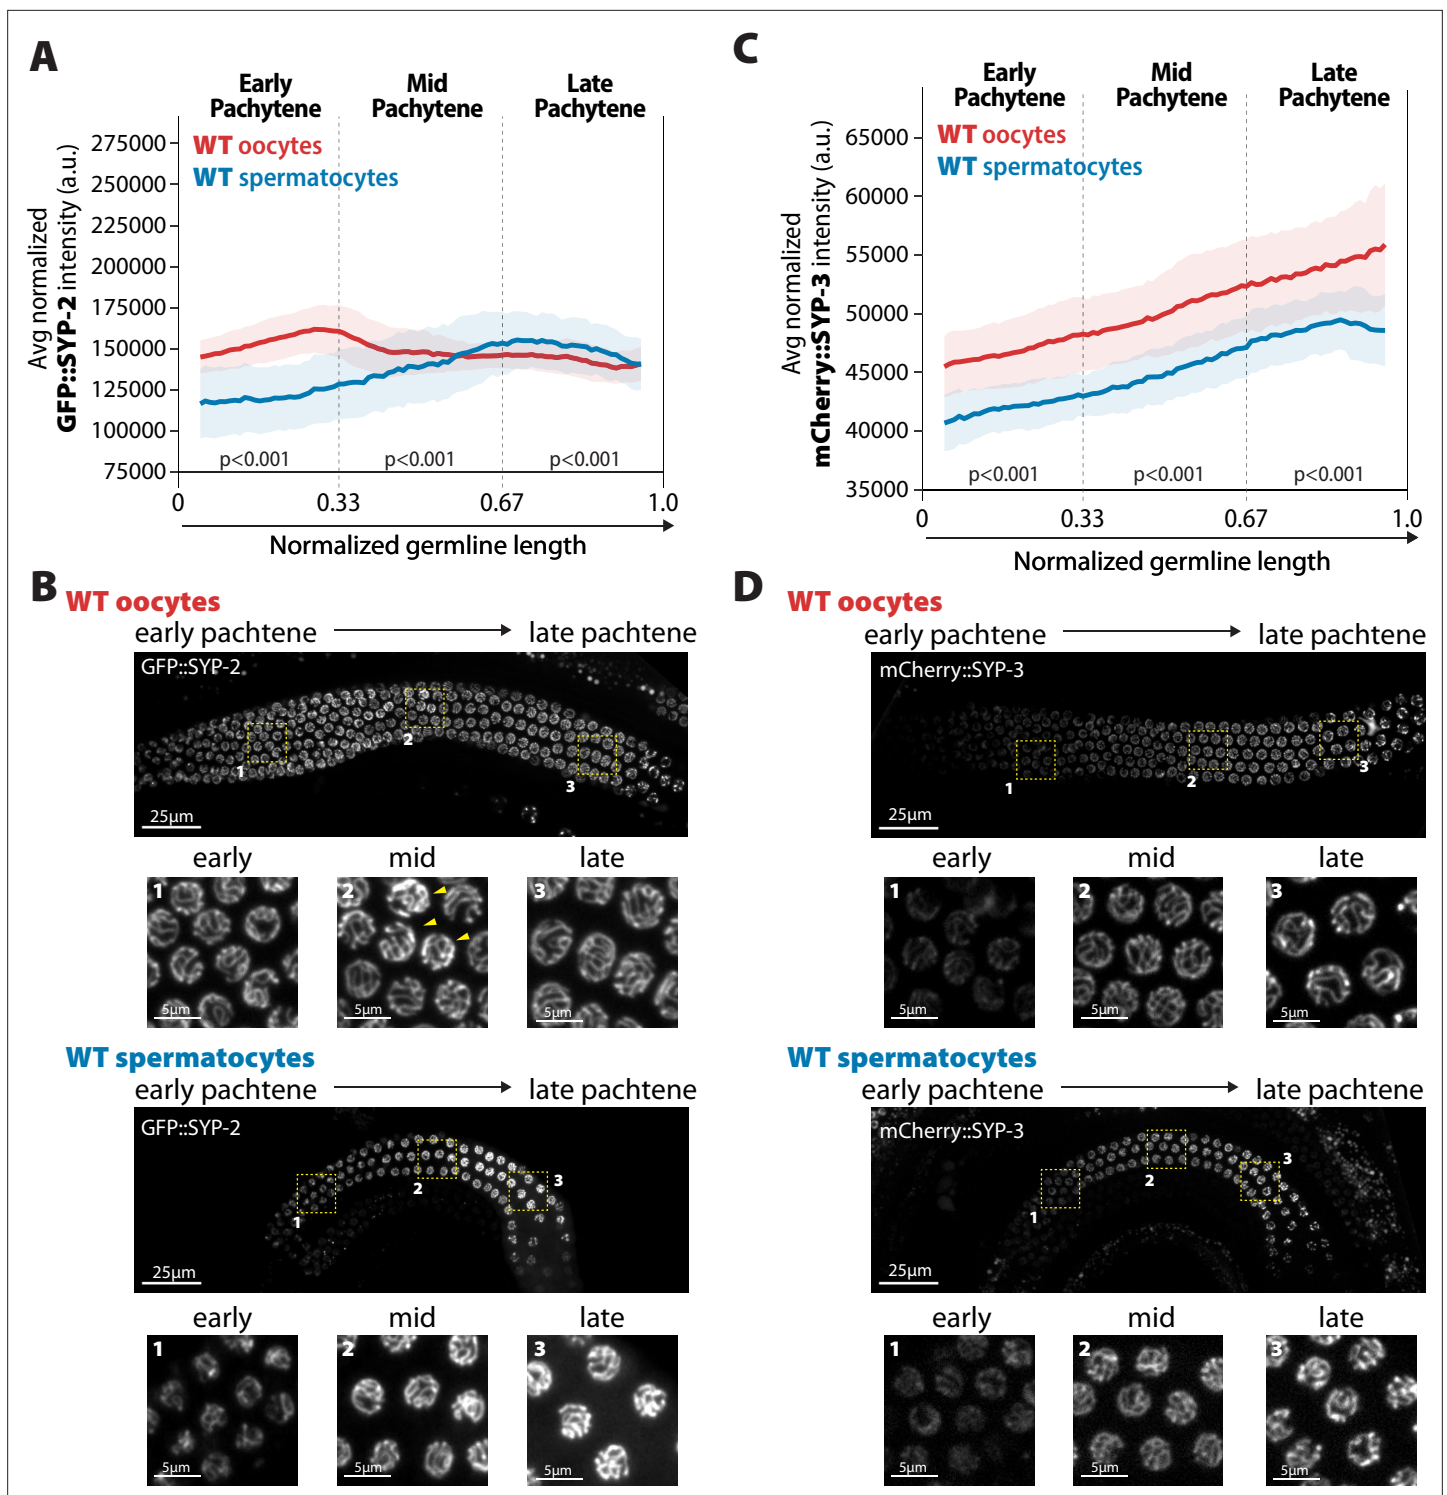 A
Early Pachytene
Mid Pachytene
Late Pachytene
WT oocytes
WT spermatocytes
Avg normalized
GFP::SYP-2 intensity (a.u.)
275000
250000
225000
200000
175000
150000
125000
100000
75000
p<0.001
p<0.001
p<0.001
0
0.33
0.67
1.0
Normalized germline length
C
Early Pachytene
Mid Pachytene
Late Pachytene
WT oocytes
WT spermatocytes
Avg normalized
mCherry::SYP-3 intensity (a.u.)
65000
60000
55000
50000
45000
40000
35000
p<0.001
p<0.001
p<0.001
0
0.33
0.67
1.0
Normalized germline length
B
WT oocytes
early pachtene
late pachtene
GFP::SYP-2
1
2
3
25µm
early
mid
late
1
5µm
2
5µm
3
5µm
WT spermatocytes
early pachtene
late pachtene
GFP::SYP-2
1
2
3
25µm
early
mid
late
1
5µm
2
5µm
3
5µm
D
WT oocytes
early pachtene
late pachtene
mCherry::SYP-3
1
2
3
25µm
early
mid
late
1
5µm
2
5µm
3
5µm
WT spermatocytes
early pachtene
late pachtene
mCherry::SYP-3
1
2
3
25µm
early
mid
late
1
5µm
2
5µm
3
5µm